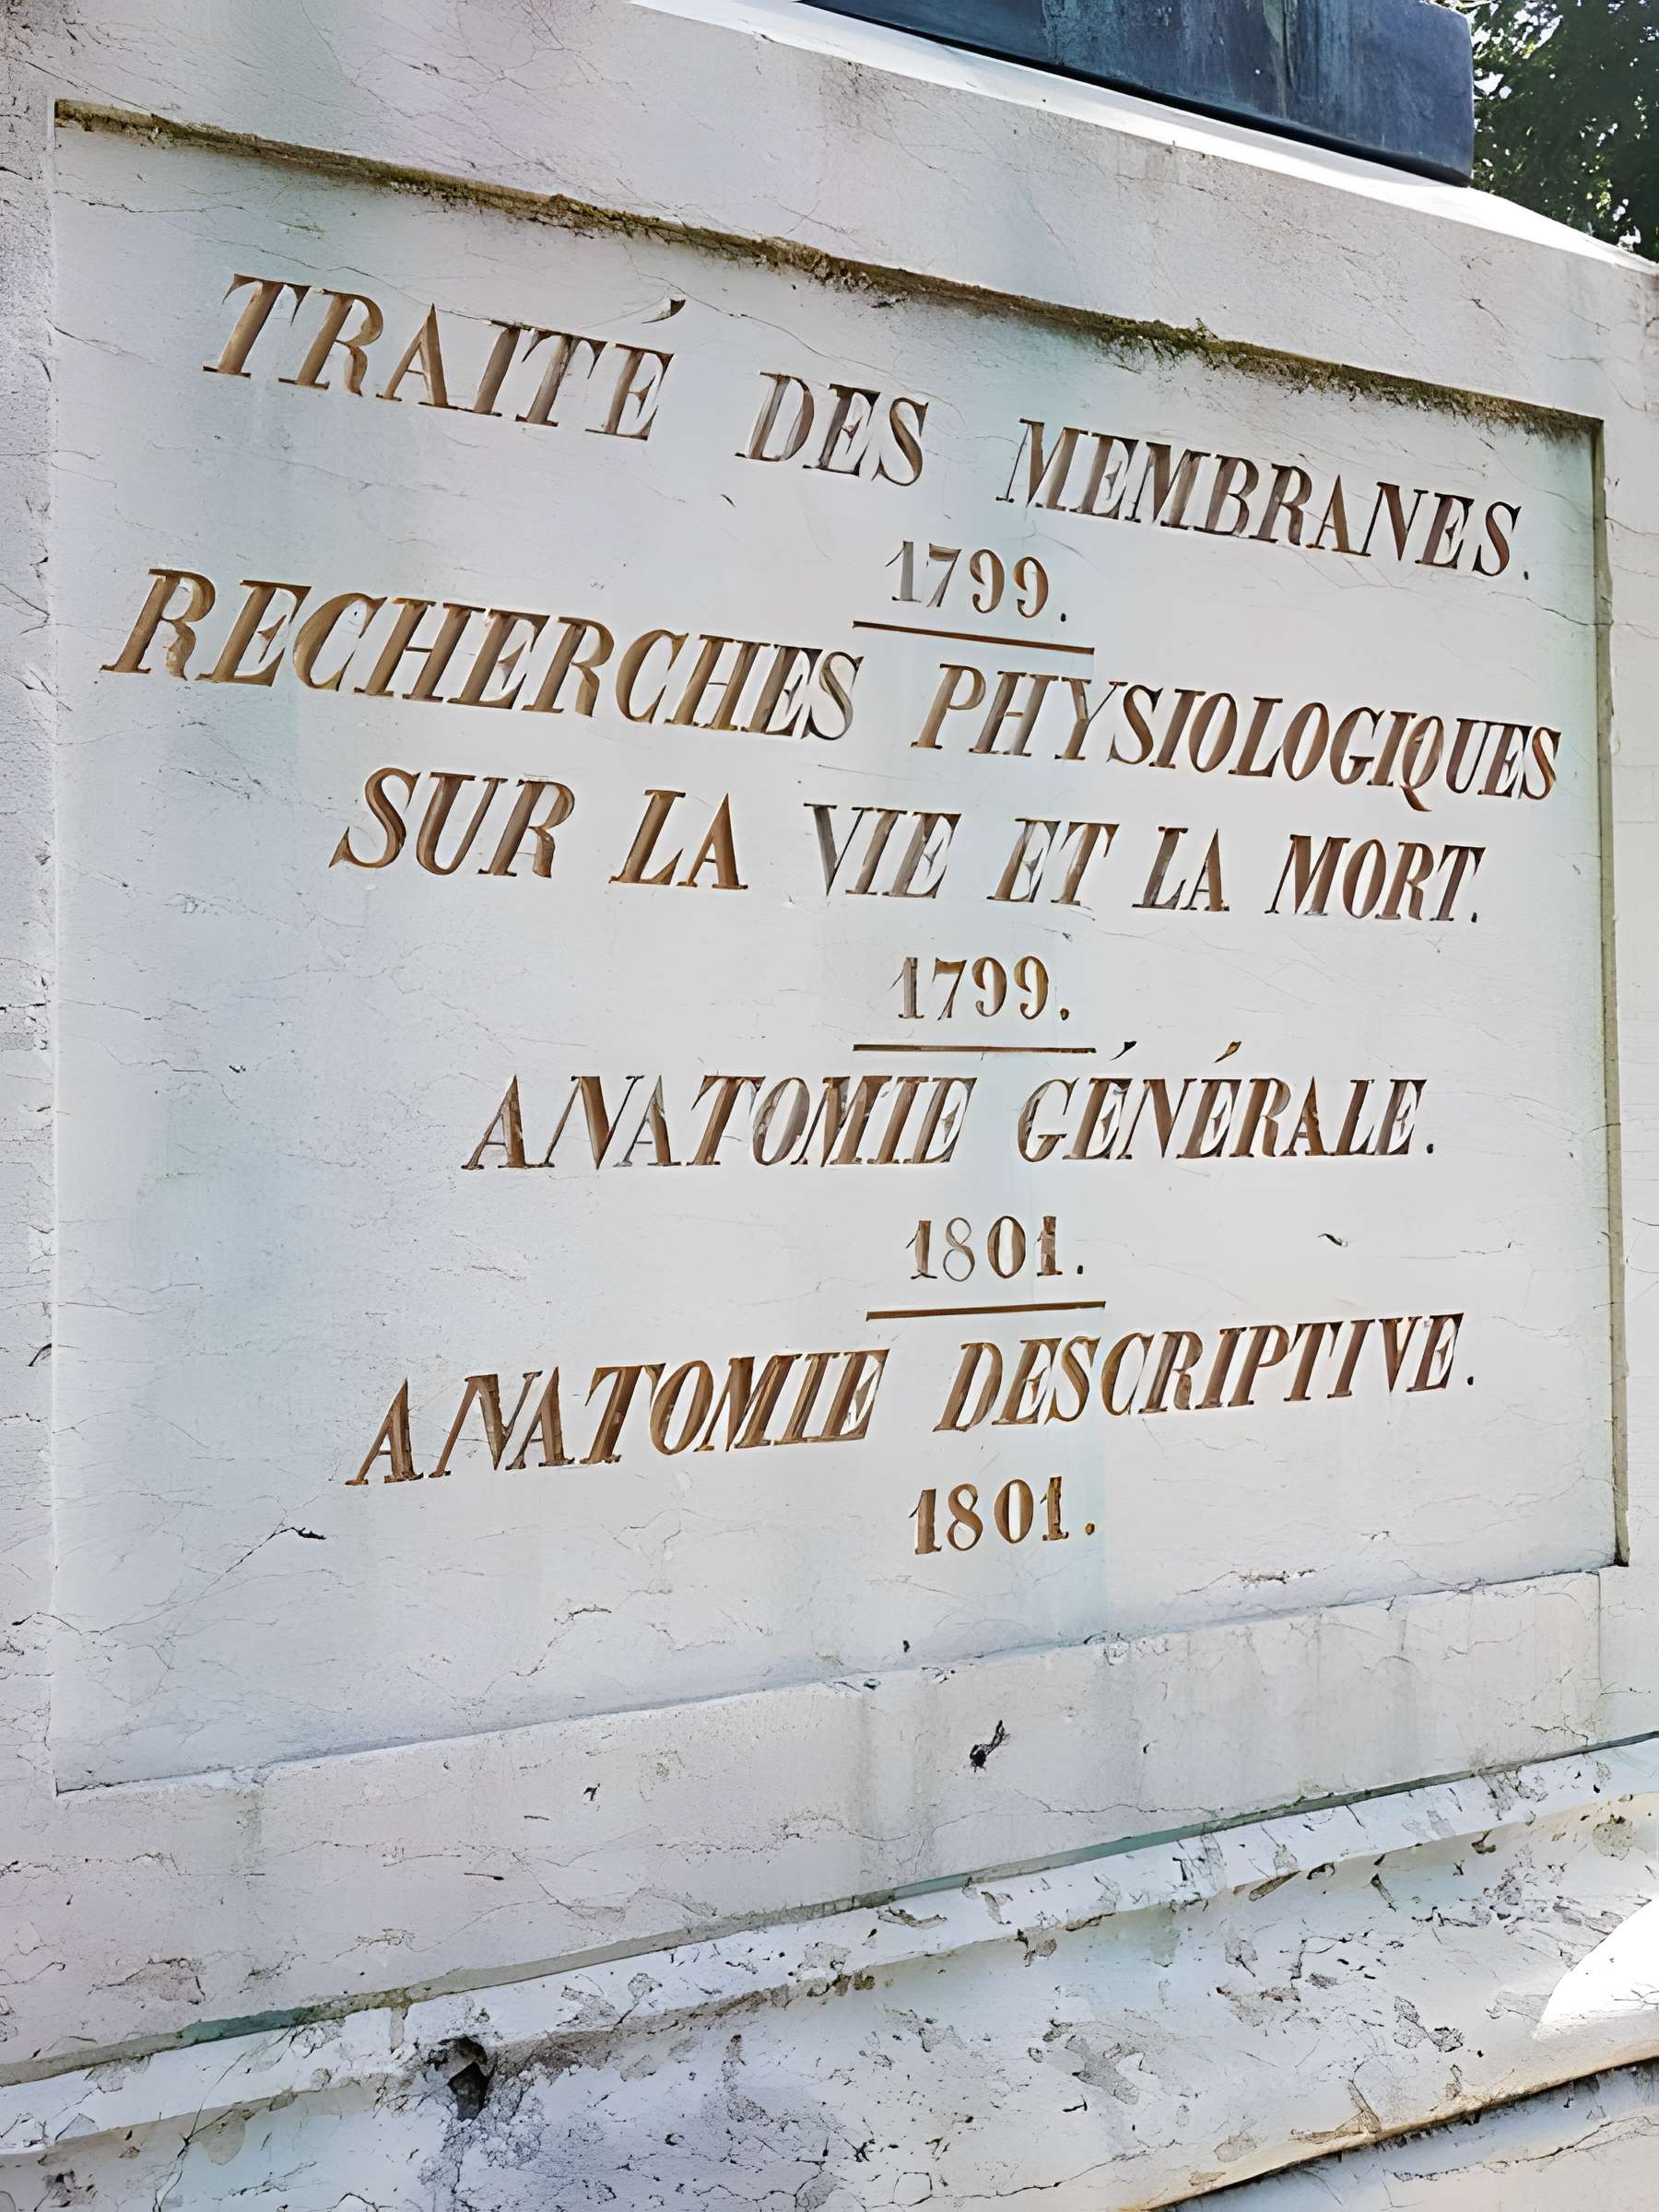 TRAITÉ DES MEMBRANES.
1799.
RECHERCHES PHYSIOLOGIQUES
SUR LA VIE ET LA MORT.
1799.
ANATOMIE GÉNÉRALE.
1801.
ANATOMIE DESCRIPTIVE.
1801.